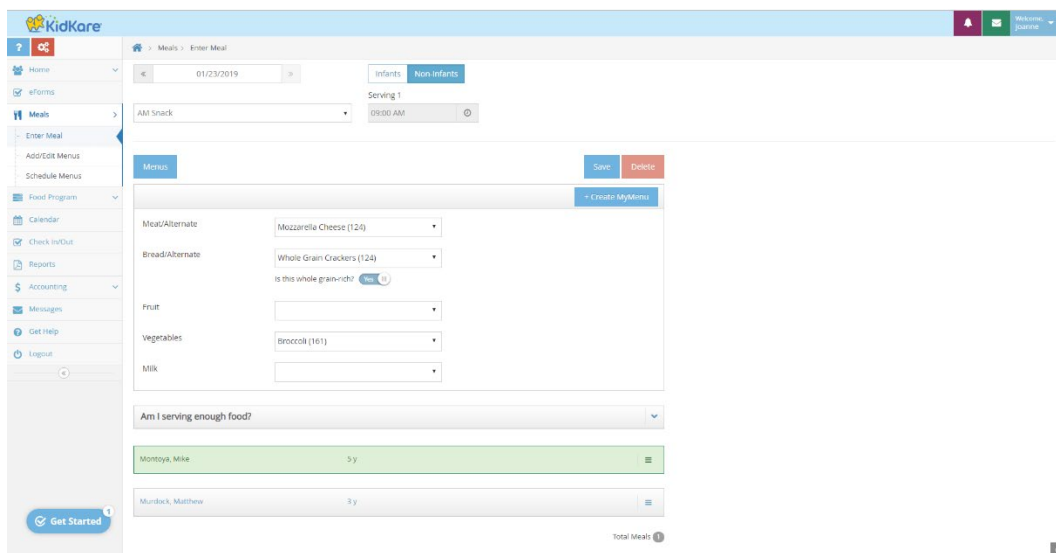 KidKare
Welcome,
Joanne
?
> Meals > Enter Meal
Home
eForms
Meals
Enter Meal
Add/Edit Menus
Schedule Menus
Food Program
Calendar
Check In/Out
Reports
Accounting
Messages
Get Help
Logout
Get Started 1
« 01/23/2019 »
Infants Non-Infants
Serving 1
AM Snack 09:00 AM
Menus Save Delete
+ Create MyMenu
Meat/Alternate Mozzarella Cheese (124)
Bread/Alternate Whole Grain Crackers (124)
Is this whole grain-rich? Yes
Fruit
Vegetables Broccoli (161)
Milk
Am I serving enough food?
Montoya, Mike 5 y
Murdock, Matthew 3 y
Total Meals 1